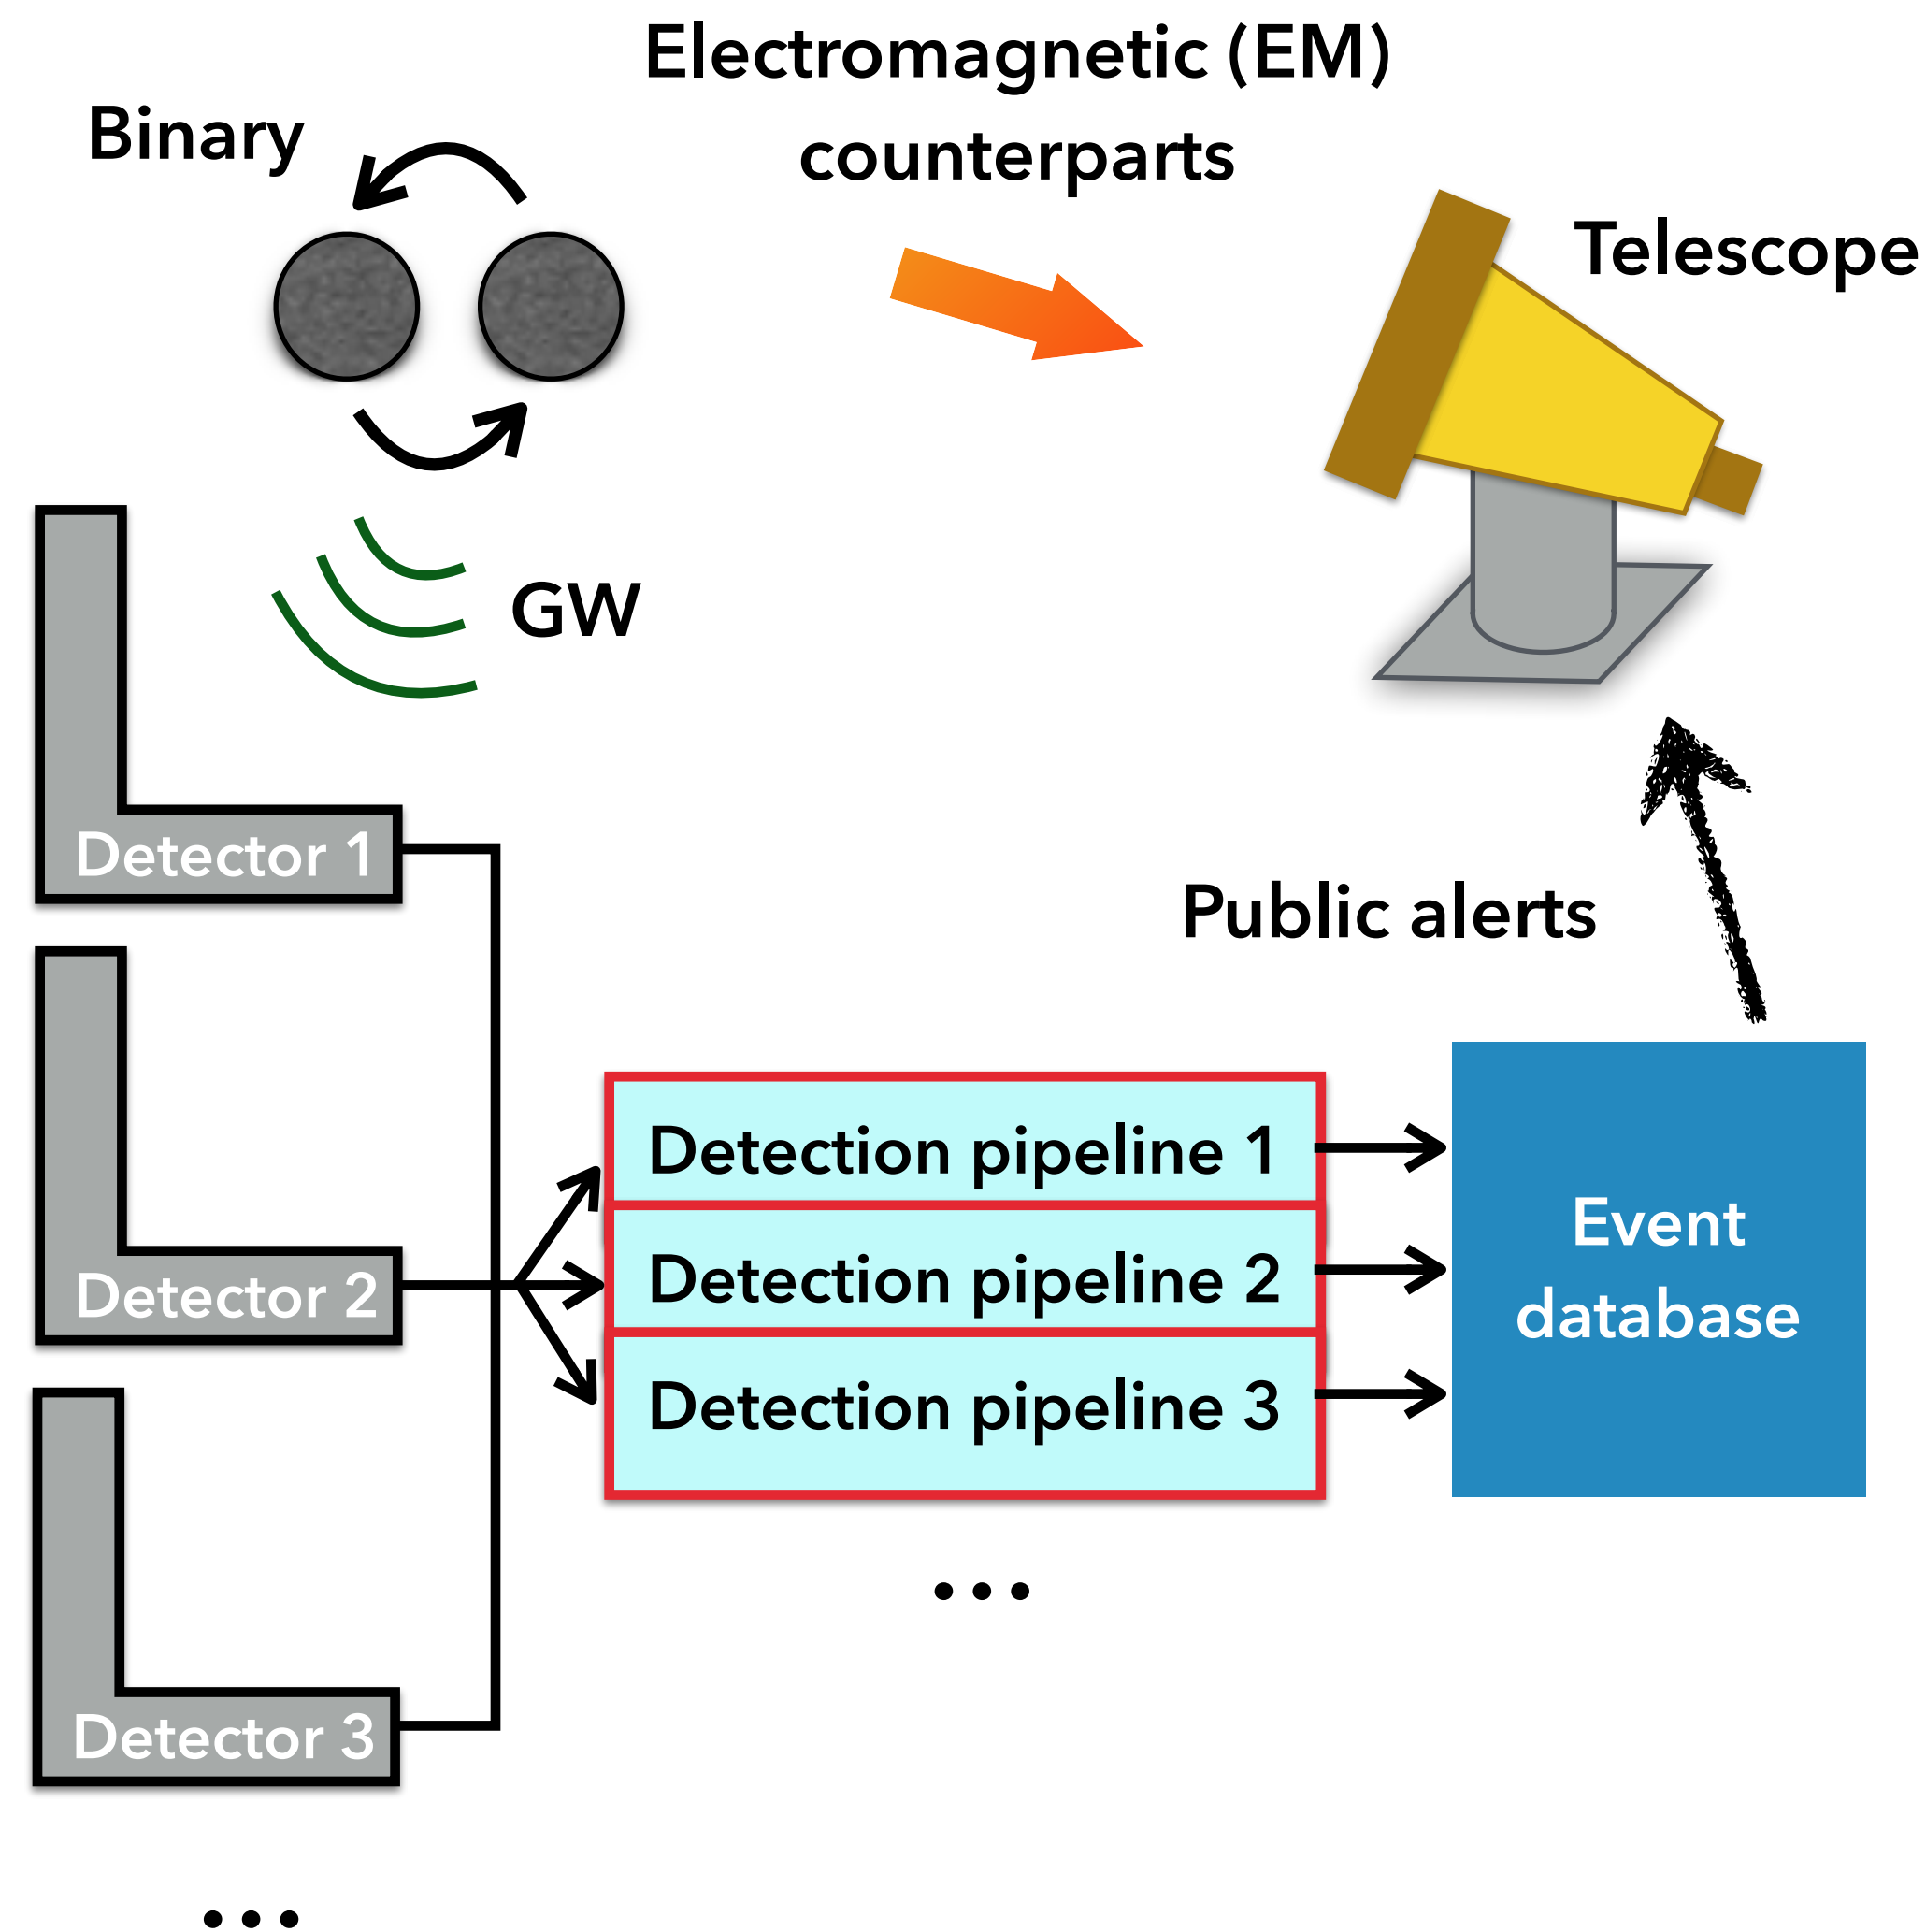 Electromagnetic (EM)
counterparts
Binary
Telescope
GW
Detector 1
Public alerts
Detector 2
Detection pipeline 1
Detection pipeline 2
Detection pipeline 3
Event
database
...
Detector 3
...